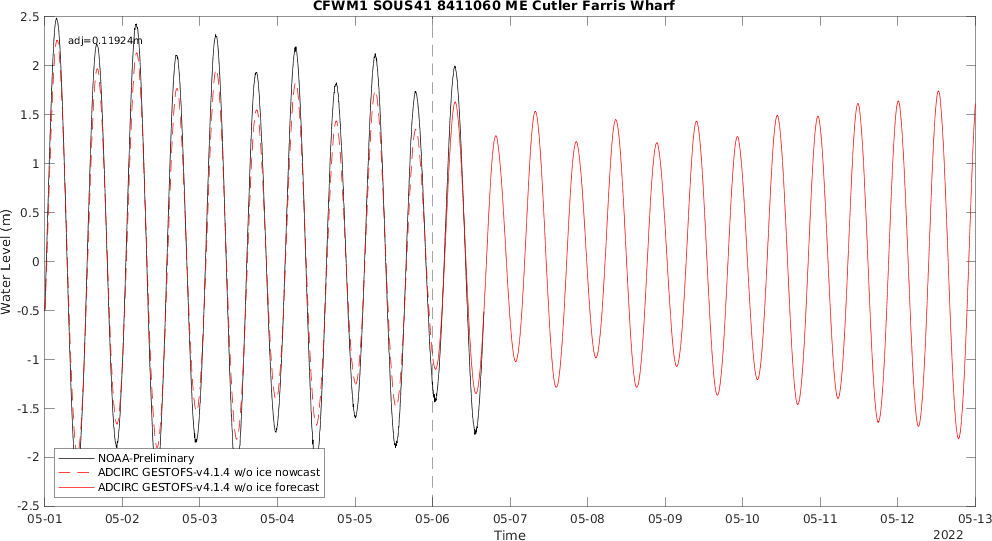 CFWM1 SOUS41 8411060 ME Cutler Farris Wharf
adj=0.11924m
Water Level (m)
2.5
2
1.5
1
0.5
0
-0.5
-1
-1.5
-2
-2.5
NOAA-Preliminary
ADCIRC GESTOFS-v4.1.4 w/o ice nowcast
ADCIRC GESTOFS-v4.1.4 w/o ice forecast
05-01 05-02 05-03 05-04 05-05 05-06 05-07 05-08 05-09 05-10 05-11 05-12 05-13
Time
2022